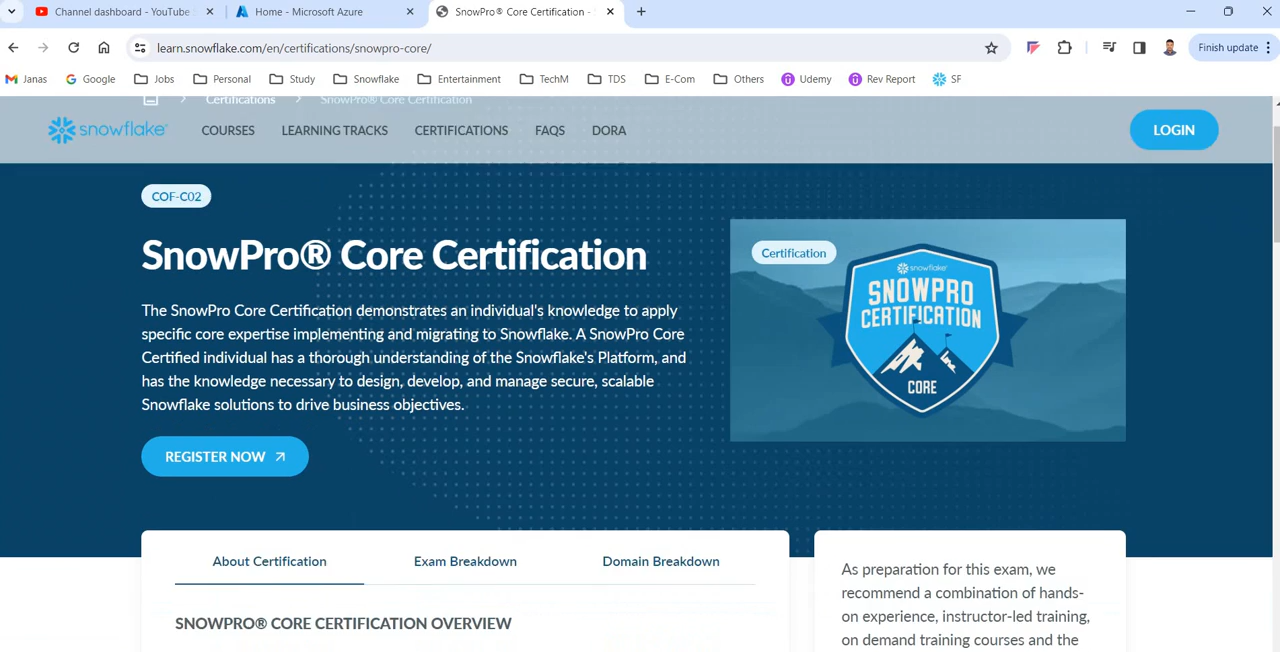 Channel dashboard - YouTube
Home - Microsoft Azure
SnowPro® Core Certification -
learn.snowflake.com/en/certifications/snowpro-core/
Finish update
Janas
Google
Jobs
Personal
Study
Snowflake
Entertainment
TechM
TDS
E-Com
Others
Udemy
Rev Report
SF
Certifications
SnowPro® Core Certification
snowflake
COURSES
LEARNING TRACKS
CERTIFICATIONS
FAQS
DORA
LOGIN
COF-C02
SnowPro® Core Certification
The SnowPro Core Certification demonstrates an individual's knowledge to apply
specific core expertise implementing and migrating to Snowflake. A SnowPro Core
Certified individual has a thorough understanding of the Snowflake's Platform, and
has the knowledge necessary to design, develop, and manage secure, scalable
Snowflake solutions to drive business objectives.
REGISTER NOW
Certification
snowflake
SNOWPRO
CERTIFICATION
CORE
About Certification
Exam Breakdown
Domain Breakdown
SNOWPRO® CORE CERTIFICATION OVERVIEW
As preparation for this exam, we
recommend a combination of hands-
on experience, instructor-led training,
on demand training courses and the